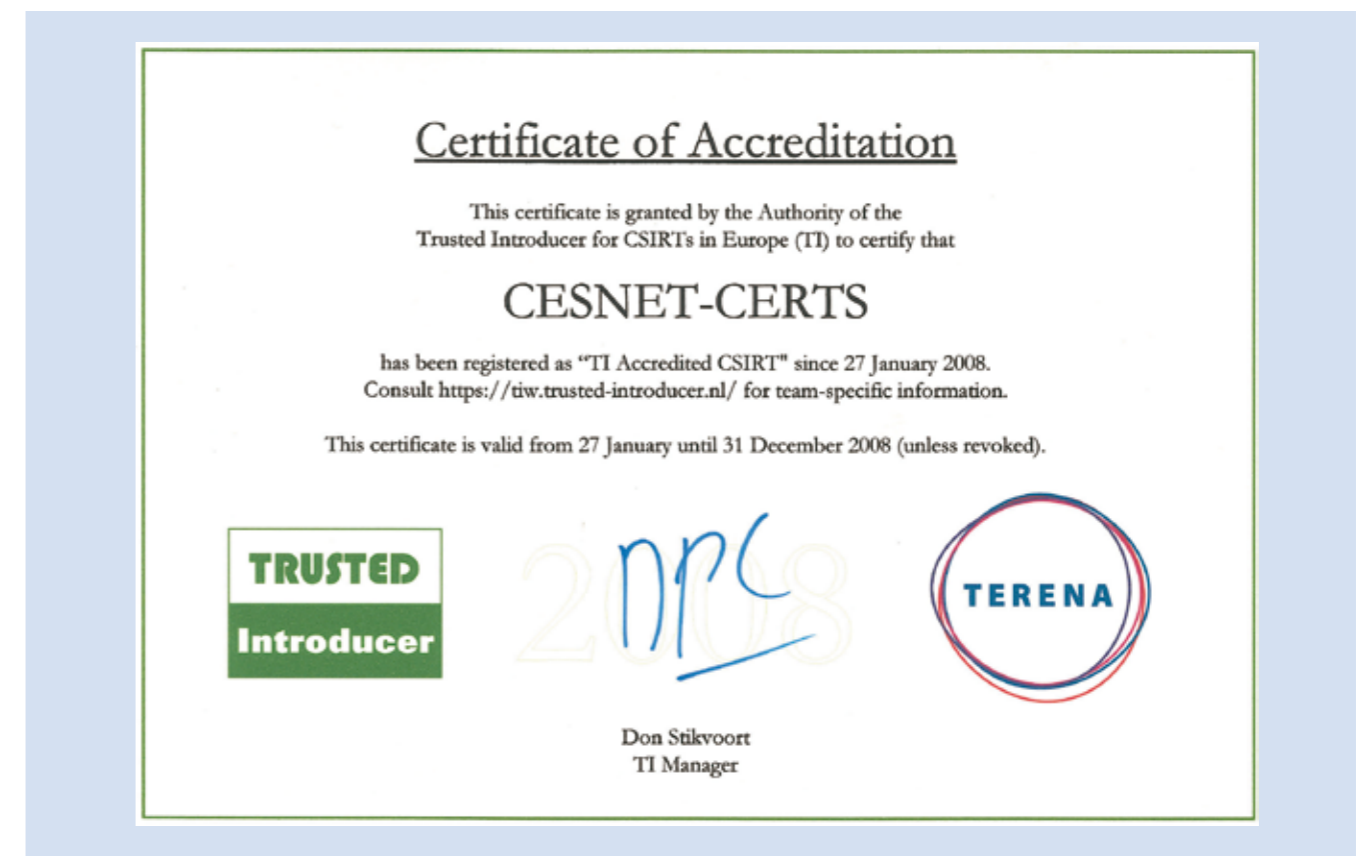 Certificate of Accreditation
This certificate is granted by the Authority of the
Trusted Introducer for CSIRTs in Europe (TI) to certify that
CESNET-CERTS
has been registered as “TI Accredited CSIRT" since 27 January 2008.
Consult https://tiw.trusted-introducer.nl/ for team-specific information.
This certificate is valid from 27 January until 31 December 2008 (unless revoked).
TRUSTED
Introducer
2008
TERENA
Don Stikvoort
TI Manager